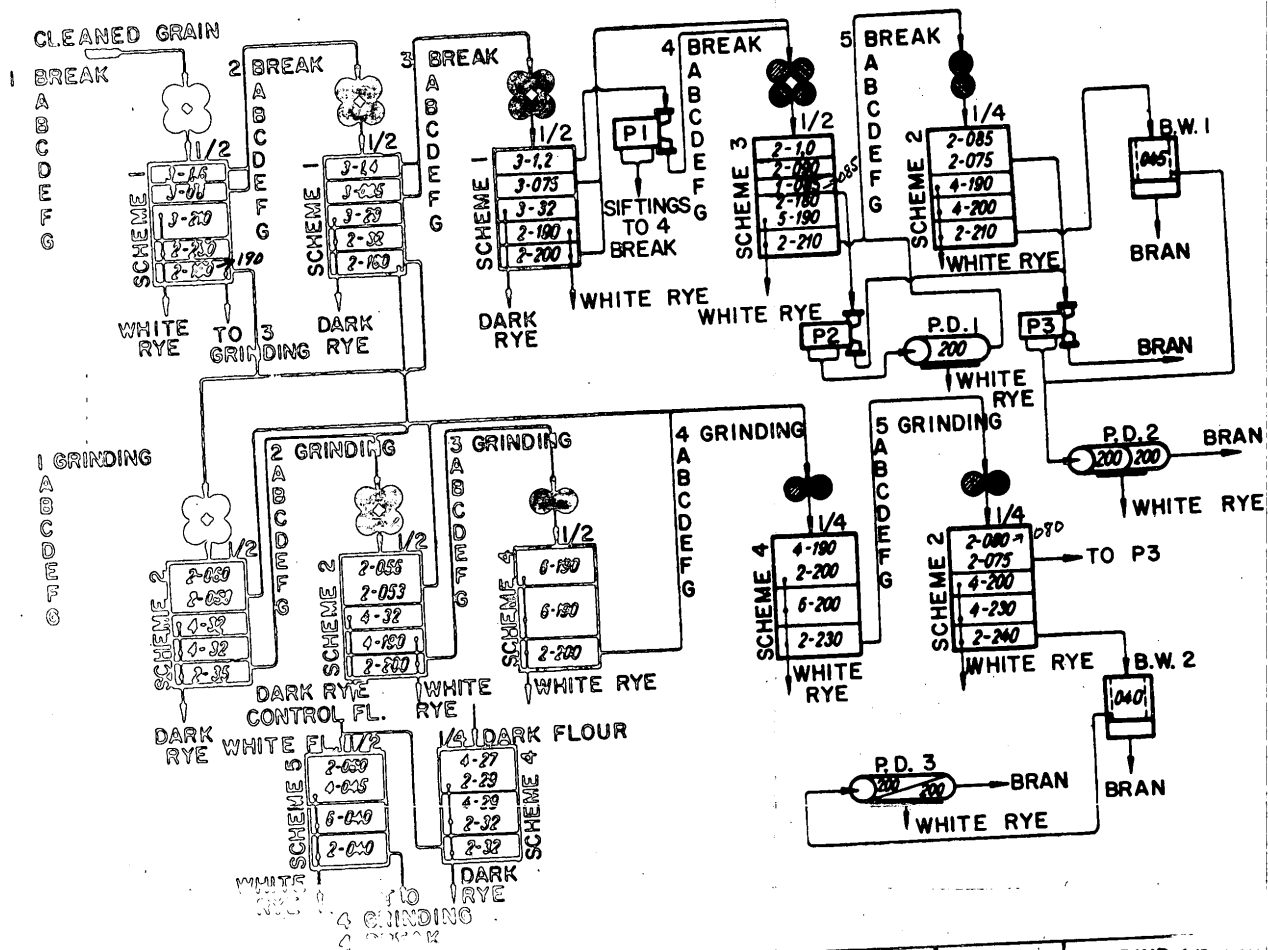 CLEANED GRAIN
1 BREAK
A B C D E F G
1/2
SCHEME 1
190
WHITE RYE
TO 3 GRINDING
2 BREAK
A B C D E F G
1/2
SCHEME 1
3-29
2-32
2-160
DARK RYE
3 BREAK
A B C D E F G
1/2
SCHEME 1
3-1,2
3-075
3-32
2-190
2-200
DARK RYE
WHITE RYE
P1
SIFTINGS TO 4 BREAK
4 BREAK
A B C D E F G
1/2
SCHEME 3
2-1,0
085
2-180
5-190
2-210
WHITE RYE
P2
P.D.1
200
WHITE RYE
5 BREAK
A B C D E F G
1/4
SCHEME 2
2-085
2-075
4-190
4-200
2-210
WHITE RYE
B.W.1
045
BRAN
P3
BRAN
P.D.2
200 200
BRAN
WHITE RYE
1 GRINDING
A B C D E F G
1/2
SCHEME 2
2-060
2-050
4-32
4-32
2-35
DARK RYE
2 GRINDING
A B C D E F G
1/2
SCHEME 2
2-056
2-053
4-32
4-190
2-200
DARK RYE
WHITE RYE
3 GRINDING
A B C D E F G
1/2
SCHEME 4
6-190
6-190
2-200
WHITE RYE
4 GRINDING
A B C D E F G
1/4
SCHEME 4
4-190
2-200
6-200
2-230
WHITE RYE
5 GRINDING
A B C D E F G
1/4
SCHEME 2
2-080
080
2-075
4-200
4-230
2-240
TO P3
WHITE RYE
B.W.2
040
BRAN
P.D.3
200 200
BRAN
WHITE RYE
CONTROL FL.
WHITE FL.
1/2
SCHEME 5
2-050
4-045
6-040
2-040
WHITE
TO
4 GRINDING
DARK FLOUR
1/4
SCHEME 4
4-27
2-29
4-29
2-32
2-32
DARK RYE